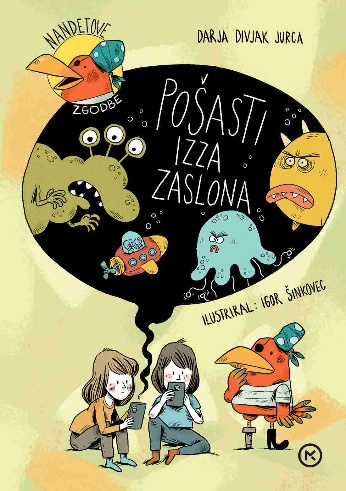 NANDETOVE
ZGODBE
DARJA DIVJAK JURCA
POŠASTI
IZZA
ZASLONA
ILUSTRIRAL: IGOR ŠINKOVEC
M